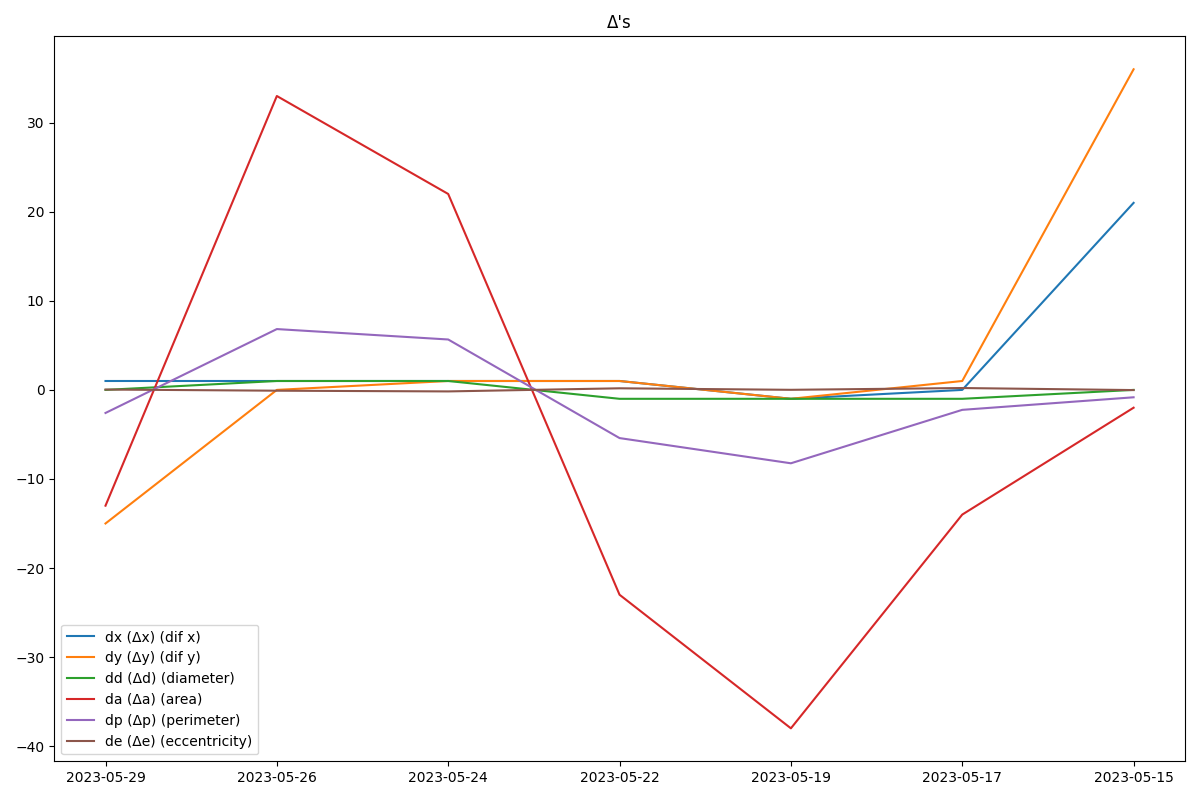 Δ's
30
20
10
0
−10
−20
−30
−40
dx (Δx) (dif x)
dy (Δy) (dif y)
dd (Δd) (diameter)
da (Δa) (area)
dp (Δp) (perimeter)
de (Δe) (eccentricity)
2023-05-29 2023-05-26 2023-05-24 2023-05-22 2023-05-19 2023-05-17 2023-05-15